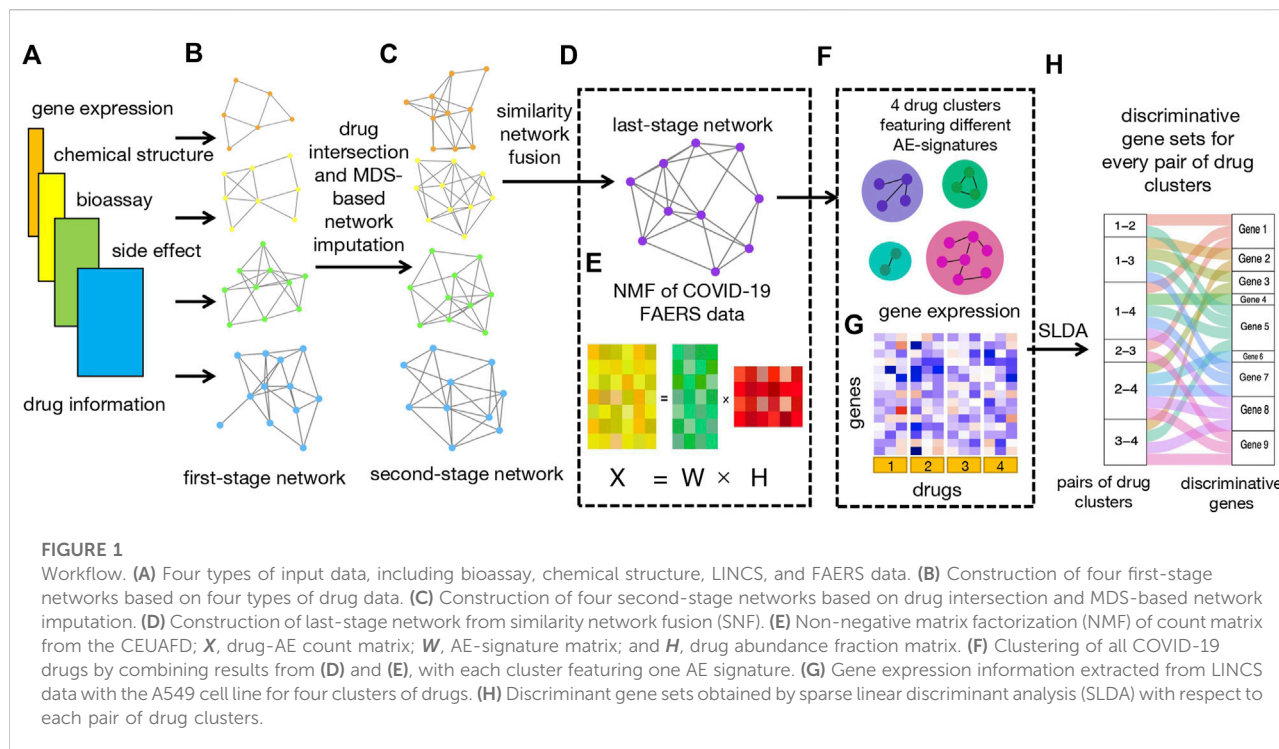 A
B
C
D
F
H
gene expression
chemical structure
bioassay
side effect
drug information
first-stage network
drug
intersection
and MDS-
based
network
imputation
second-stage network
similarity
network
fusion
last-stage network
E
NMF of COVID-19
FAERS data
=
×
X = W × H
4 drug clusters
featuring different
AE-signatures
gene expression
G
genes
1 2 3 4
drugs
SLDA
discriminative
gene sets for
every pair of drug
clusters
1–2
1–3
1–4
2–3
2–4
3–4
Gene 1
Gene 2
Gene 3
Gene 4
Gene 5
Gene 6
Gene 7
Gene 8
Gene 9
pairs of drug
clusters
discriminative
genes
FIGURE 1
Workflow. (A) Four types of input data, including bioassay, chemical structure, LINCS, and FAERS data. (B) Construction of four first-stage
networks based on four types of drug data. (C) Construction of four second-stage networks based on drug intersection and MDS-based network
imputation. (D) Construction of last-stage network from similarity network fusion (SNF). (E) Non-negative matrix factorization (NMF) of count matrix
from the CEUAFD; X, drug-AE count matrix; W, AE-signature matrix; and H, drug abundance fraction matrix. (F) Clustering of all COVID-19
drugs by combining results from (D) and (E), with each cluster featuring one AE signature. (G) Gene expression information extracted from LINCS
data with the A549 cell line for four clusters of drugs. (H) Discriminant gene sets obtained by sparse linear discriminant analysis (SLDA) with respect to
each pair of drug clusters.